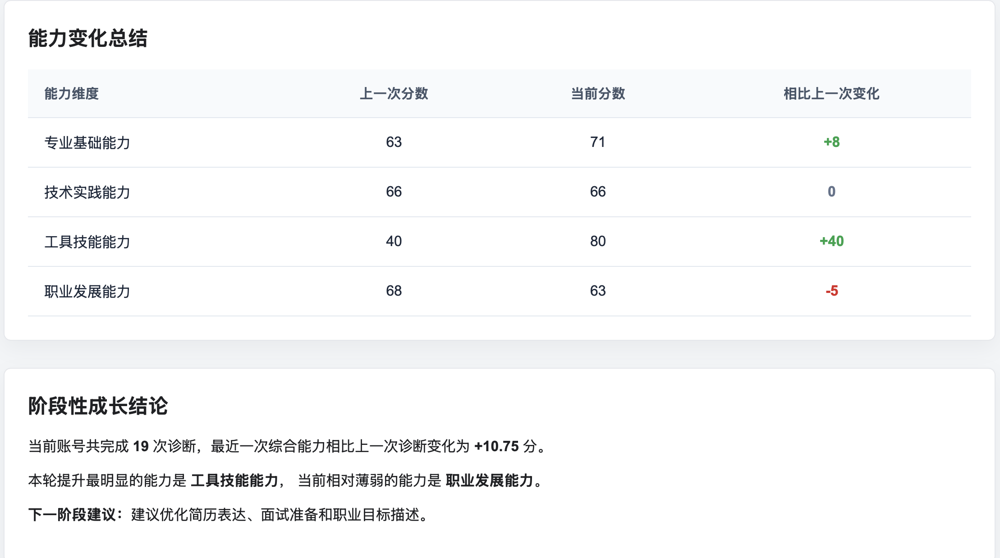 能力变化总结
能力维度 上一次分数 当前分数 相比上一次变化
专业基础能力 63 71 +8
技术实践能力 66 66 0
工具技能能力 40 80 +40
职业发展能力 68 63 -5
阶段性成长结论
当前账号共完成 19 次诊断，最近一次综合能力相比上一次诊断变化为 +10.75 分。
本轮提升最明显的能力是 工具技能能力， 当前相对薄弱的能力是 职业发展能力。
下一阶段建议：建议优化简历表达、面试准备和职业目标描述。